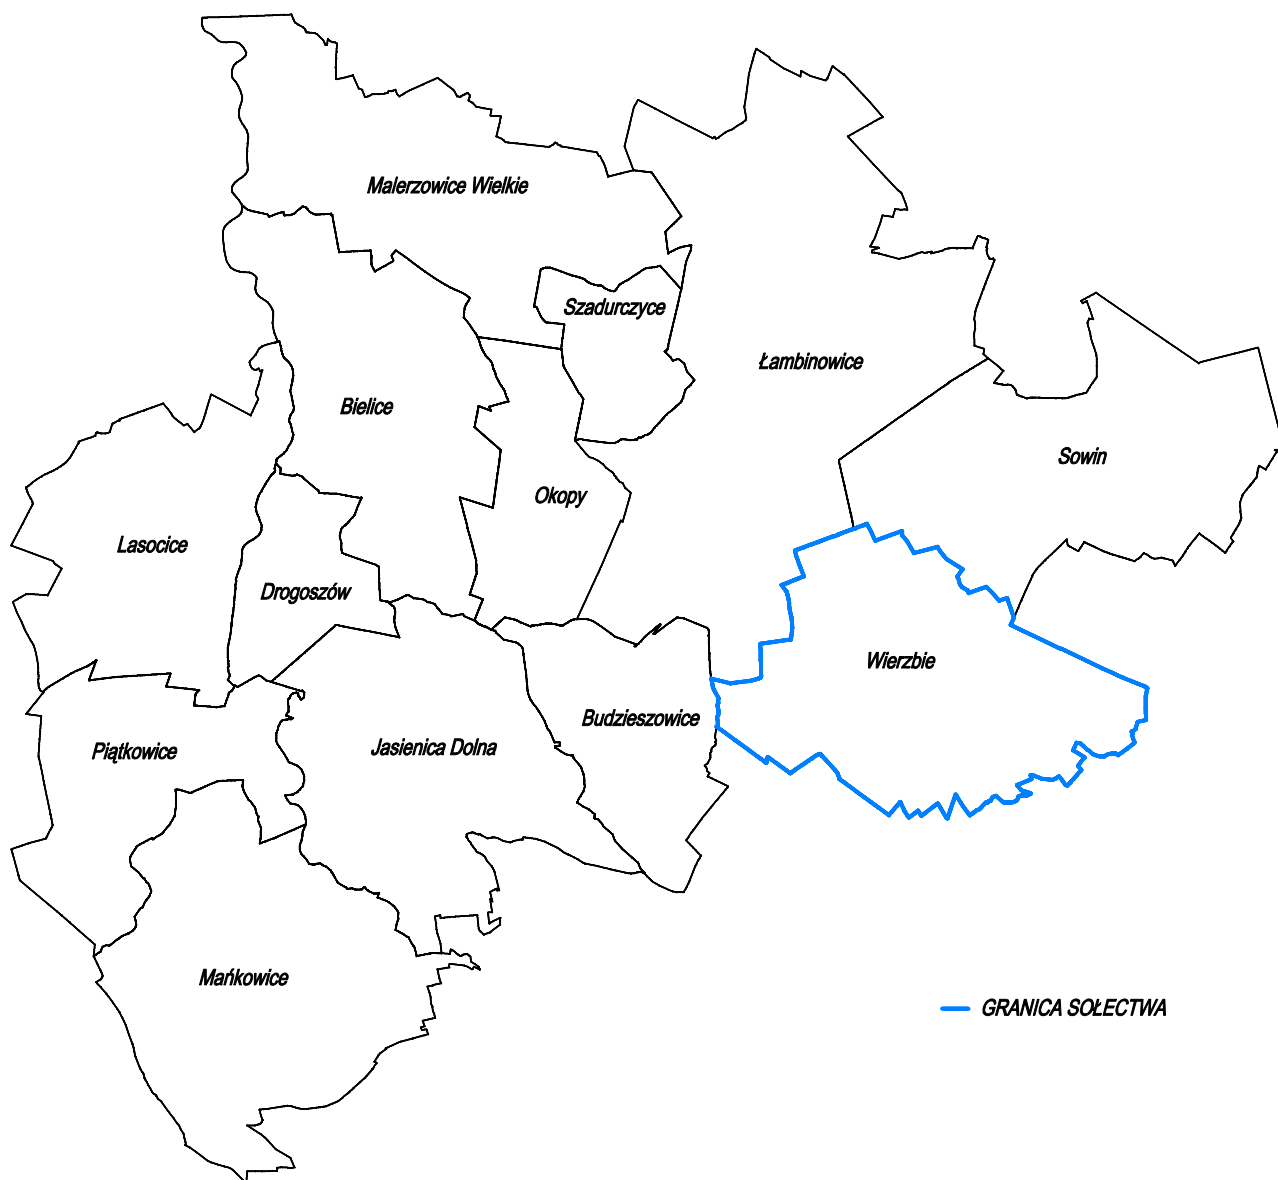 Malerzowice Wielkie
Szadurczyce
Łambinowice
Bielice
Sowin
Okopy
Lasocice
Drogoszów
Wierzbie
Budzieszowice
Jasienica Dolna
Piątkowice
Mańkowice
GRANICA SOŁECTWA